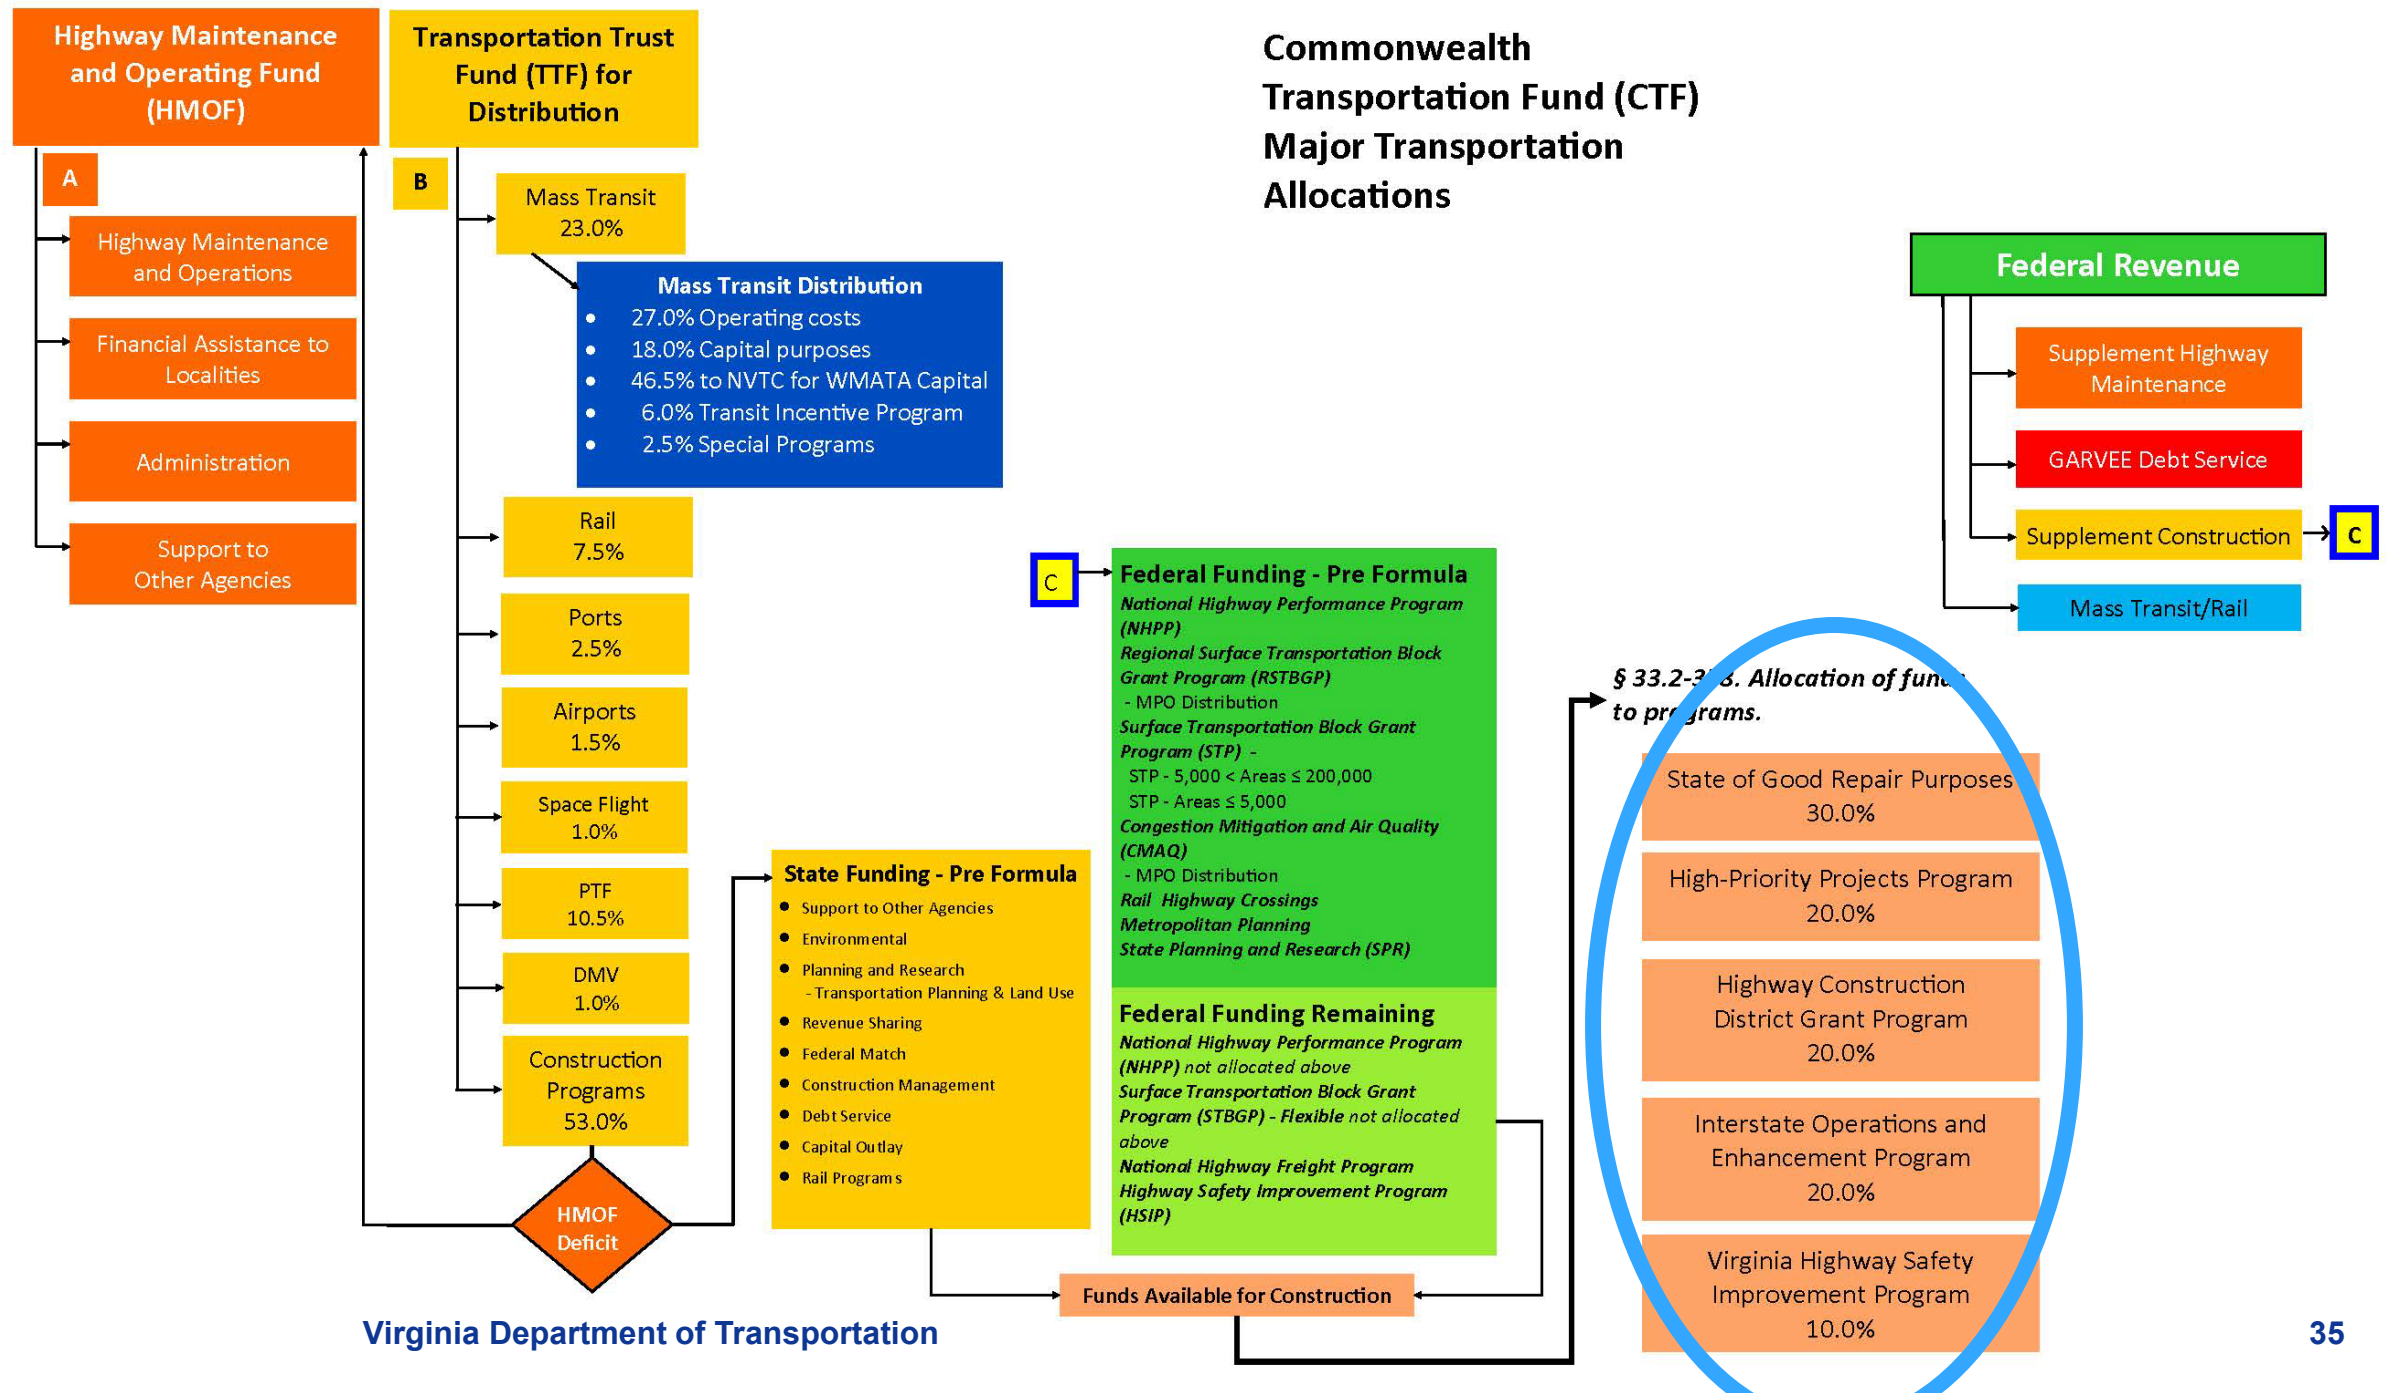 Highway Maintenance
and Operating Fund
(HMOF)
A
Highway Maintenance
and Operations
Financial Assistance to
Localities
Administration
Support to
Other Agencies
Transportation Trust
Fund (TTF) for
Distribution
B
Mass Transit
23.0%
Mass Transit Distribution
• 27.0% Operating costs
• 18.0% Capital purposes
• 46.5% to NVTC for WMATA Capital
• 6.0% Transit Incentive Program
• 2.5% Special Programs
Rail
7.5%
Ports
2.5%
Airports
1.5%
Space Flight
1.0%
PTF
10.5%
DMV
1.0%
Construction
Programs
53.0%
HMOF
Deficit
Commonwealth
Transportation Fund (CTF)
Major Transportation
Allocations
State Funding - Pre Formula
• Support to Other Agencies
• Environmental
• Planning and Research
- Transportation Planning & Land Use
• Revenue Sharing
• Federal Match
• Construction Management
• Debt Service
• Capital Outlay
• Rail Programs
C
Federal Funding - Pre Formula
National Highway Performance Program
(NHPP)
Regional Surface Transportation Block
Grant Program (RSTBGP)
- MPO Distribution
Surface Transportation Block Grant
Program (STP) -
STP - 5,000 < Areas ≤ 200,000
STP - Areas ≤ 5,000
Congestion Mitigation and Air Quality
(CMAQ)
- MPO Distribution
Rail Highway Crossings
Metropolitan Planning
State Planning and Research (SPR)
Federal Funding Remaining
National Highway Performance Program
(NHPP) not allocated above
Surface Transportation Block Grant
Program (STBGP) - Flexible not allocated
above
National Highway Freight Program
Highway Safety Improvement Program
(HSIP)
Funds Available for Construction
Federal Revenue
Supplement Highway
Maintenance
GARVEE Debt Service
Supplement Construction
C
Mass Transit/Rail
§ Allocation of
to programs.
State of Good Repair Purposes
30.0%
High-Priority Projects Program
20.0%
Highway Construction
District Grant Program
20.0%
Interstate Operations and
Enhancement Program
20.0%
Virginia Highway Safety
Improvement Program
10.0%
Virginia Department of Transportation
35